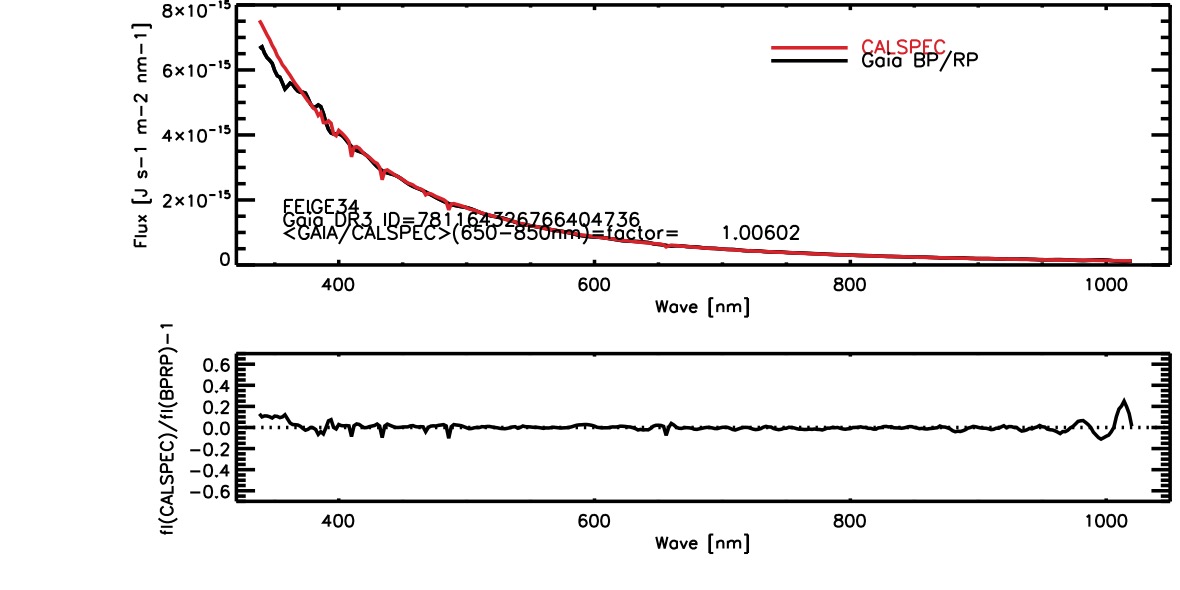 8×10−15
6×10−15
4×10−15
2×10−15
0
Flux [J s−1 m−2 nm−1]
CALSPEC
Gaia BP/RP
FEIGE34
Gaia DR3 ID=781164326766404736
<GAIA/CALSPEC>(650−850nm)=factor= 1.00602
400 600 800 1000
Wave [nm]
fl(CALSPEC)/fl(BPRP)−1
0.6
0.4
0.2
0.0
−0.2
−0.4
−0.6
400 600 800 1000
Wave [nm]